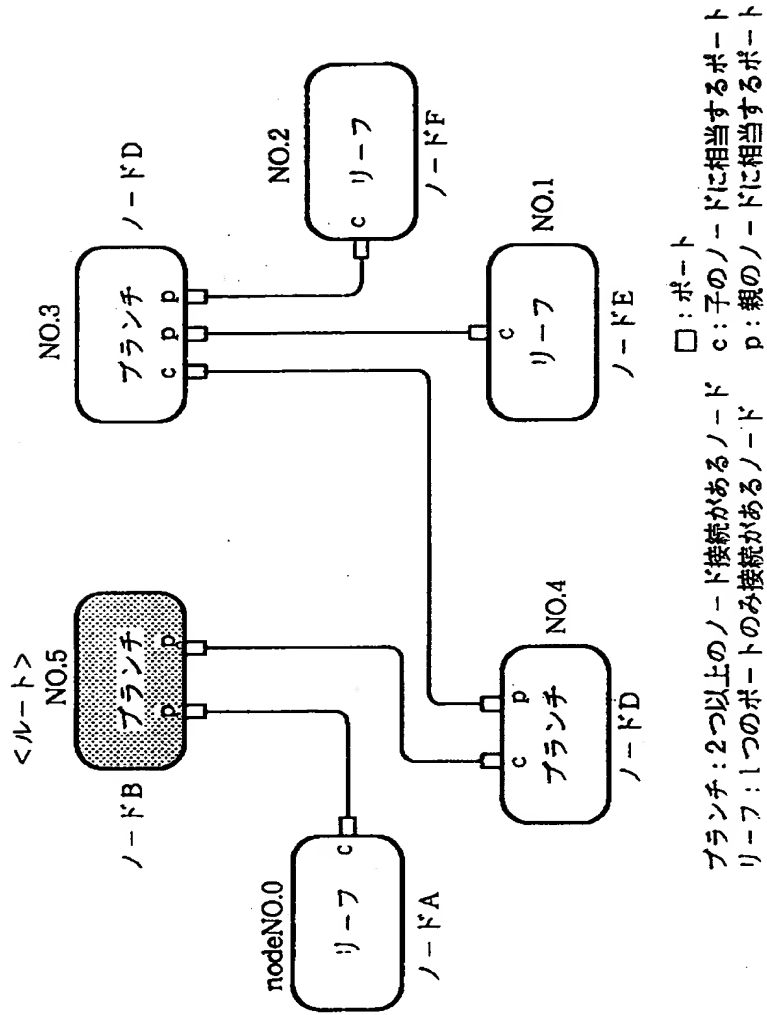 <ルート>
NO.5
ノードB
ブランチ
p
p
nodeNO.0
リーフ
c
ノードA
NO.4
c
p
ブランチ
ノードD
NO.3
ノードD
ブランチ
c
p
p
NO.2
c
リーフ
ノードF
NO.1
c
リーフ
ノードE
□:ポート
ブランチ:2つ以上のノード接続があるノード
c:子のノードに相当するポート
リーフ:1つのポートのみ接続があるノード
p:親のノードに相当するポート